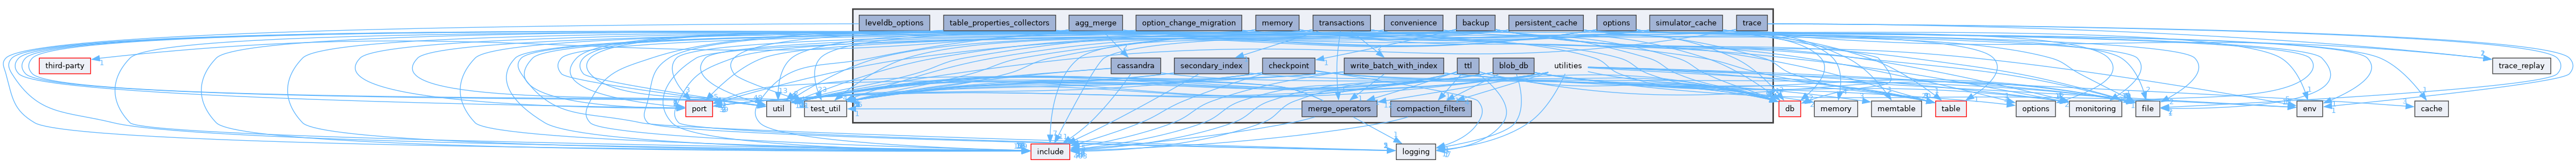 leveldb_options table_properties_collectors agg_merge option_change_migration memory transactions convenience backup persistent_cache options simulator_cache trace
third-party cassandra secondary_index checkpoint write_batch_with_index ttl blob_db utilities trace_replay
port util test_util merge_operators compaction_filters db memory memtable table options monitoring file env cache
include logging